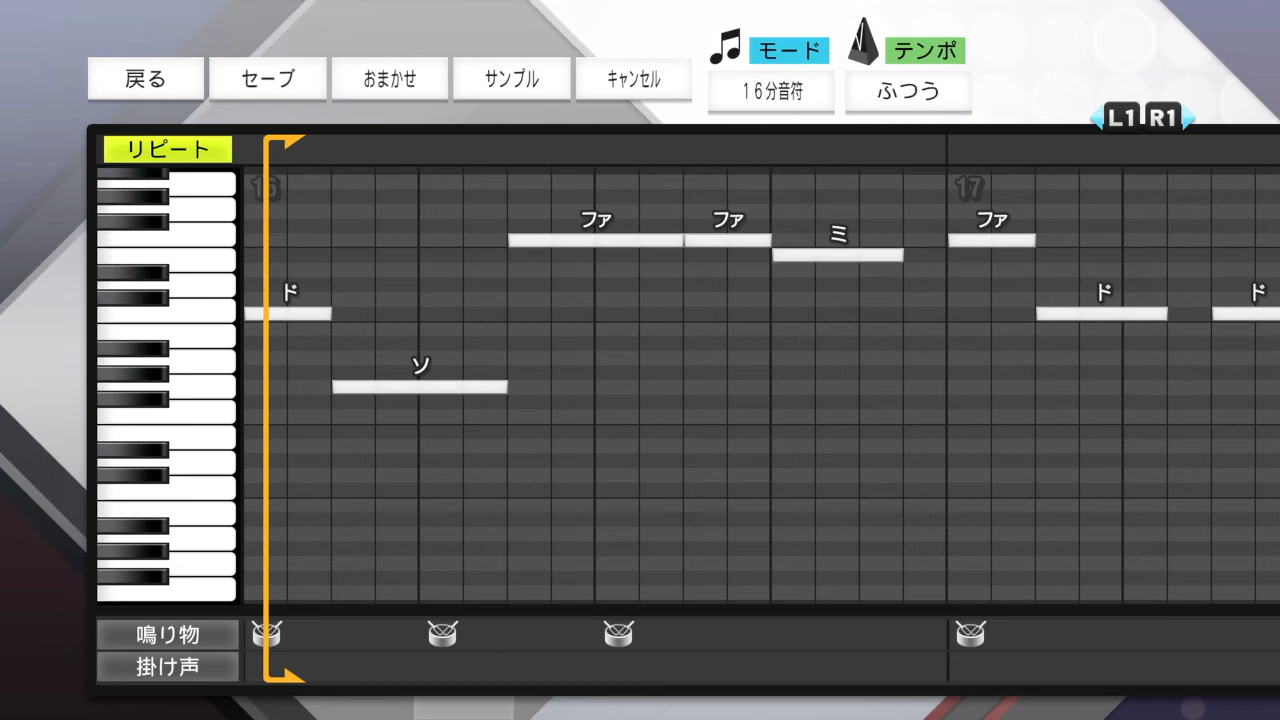 モード テンポ
戻る セーブ おまかせ サンプル キャンセル 16分音符 ふつう
L1 R1
リピート
16 17
ファ ファ ファ
ミ
ド ド ド
ソ
鳴り物
掛け声